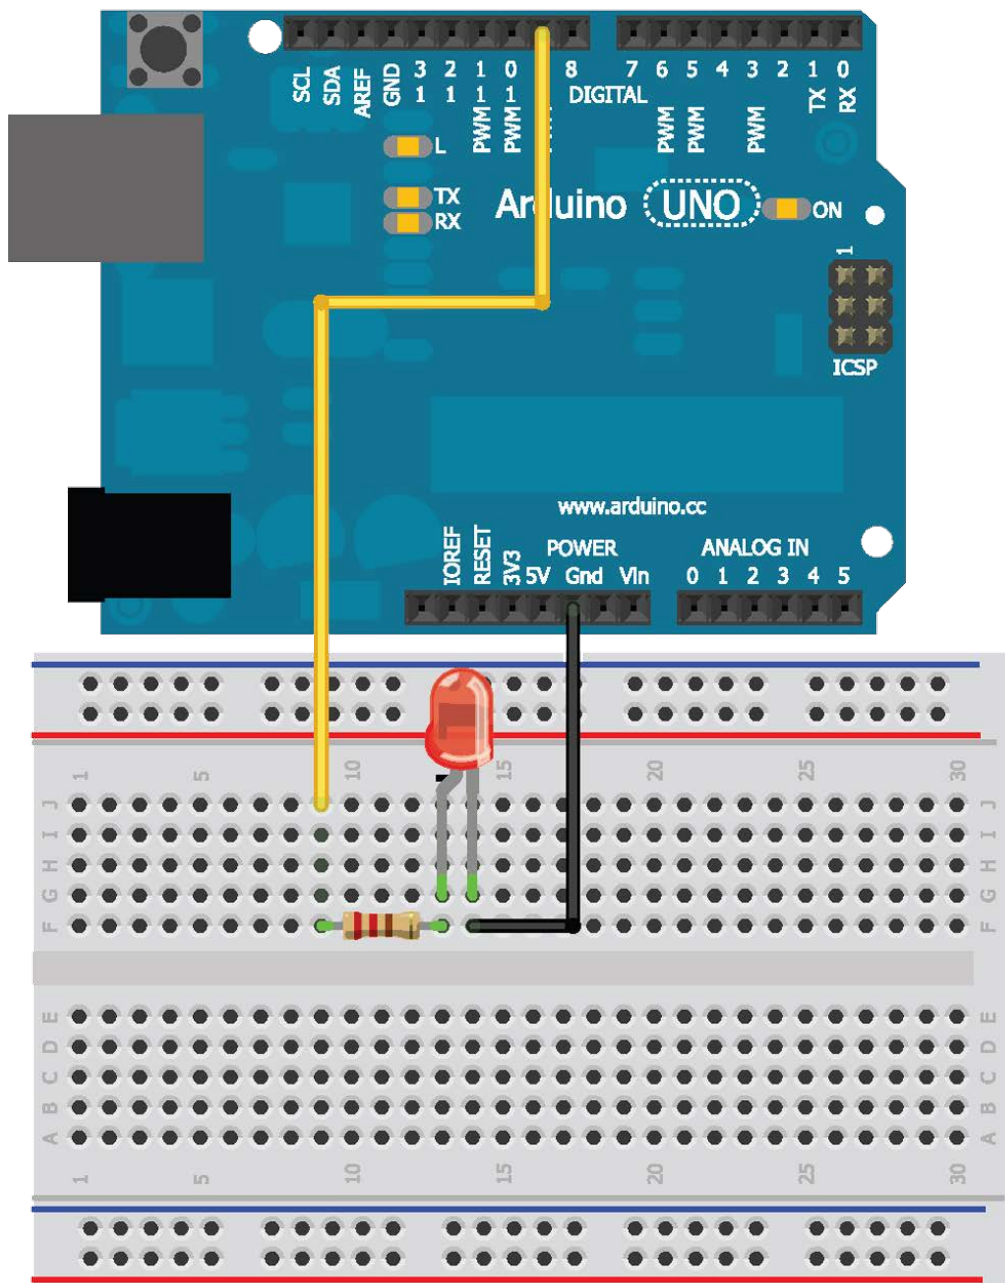 SCL
SDA
AREF
GND
13
12
PWM 11
PWM 10
8
7
PWM 6
PWM 5
4
PWM 3
2
TX 1
RX 0
DIGITAL
L
TX
RX
Arduino UNO
ON
1
ICSP
www.arduino.cc
POWER
ANALOG IN
IOREF
RESET
3V3
5V Gnd Vin
0 1 2 3 4 5
1 5 10 15 20 25 30
J J
I I
H H
G G
F F
E E
D D
C C
B B
A A
1 5 10 15 20 25 30